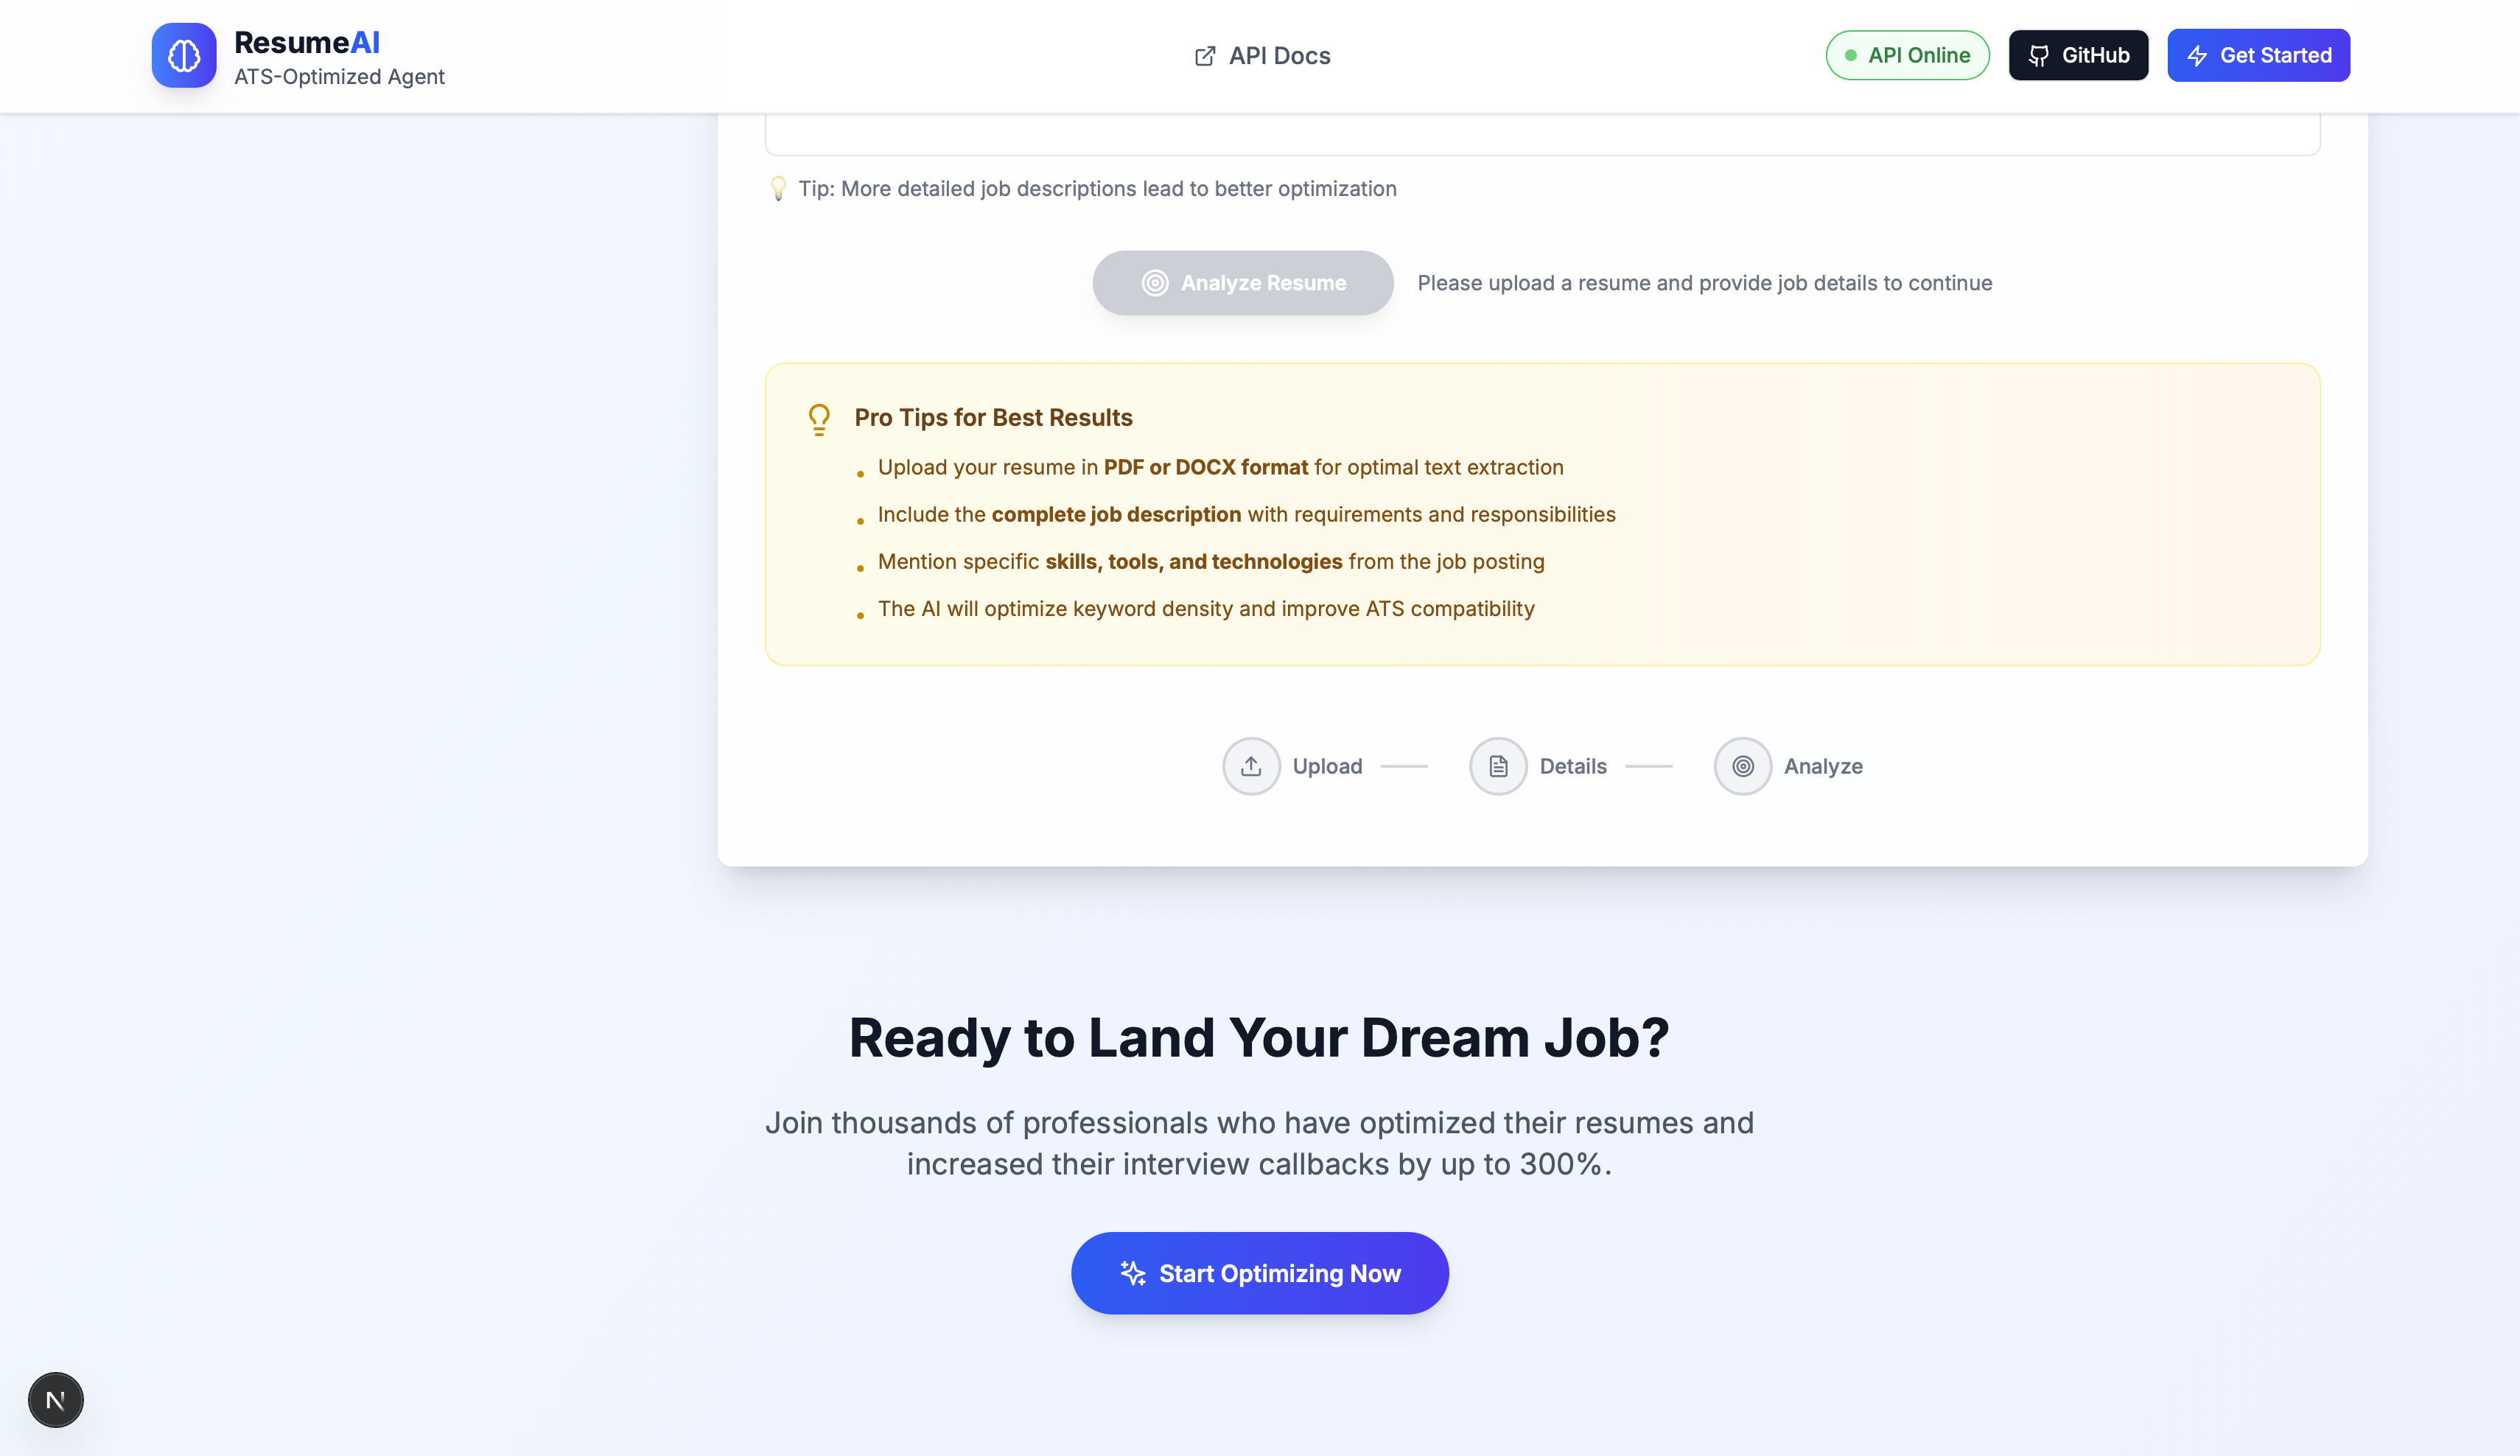 ResumeAI
ATS-Optimized Agent
API Docs
API Online
GitHub
Get Started
Tip: More detailed job descriptions lead to better optimization
Analyze Resume
Please upload a resume and provide job details to continue
Pro Tips for Best Results
• Upload your resume in PDF or DOCX format for optimal text extraction
• Include the complete job description with requirements and responsibilities
• Mention specific skills, tools, and technologies from the job posting
• The AI will optimize keyword density and improve ATS compatibility
Upload
Details
Analyze
Ready to Land Your Dream Job?
Join thousands of professionals who have optimized their resumes and
increased their interview callbacks by up to 300%.
Start Optimizing Now
N